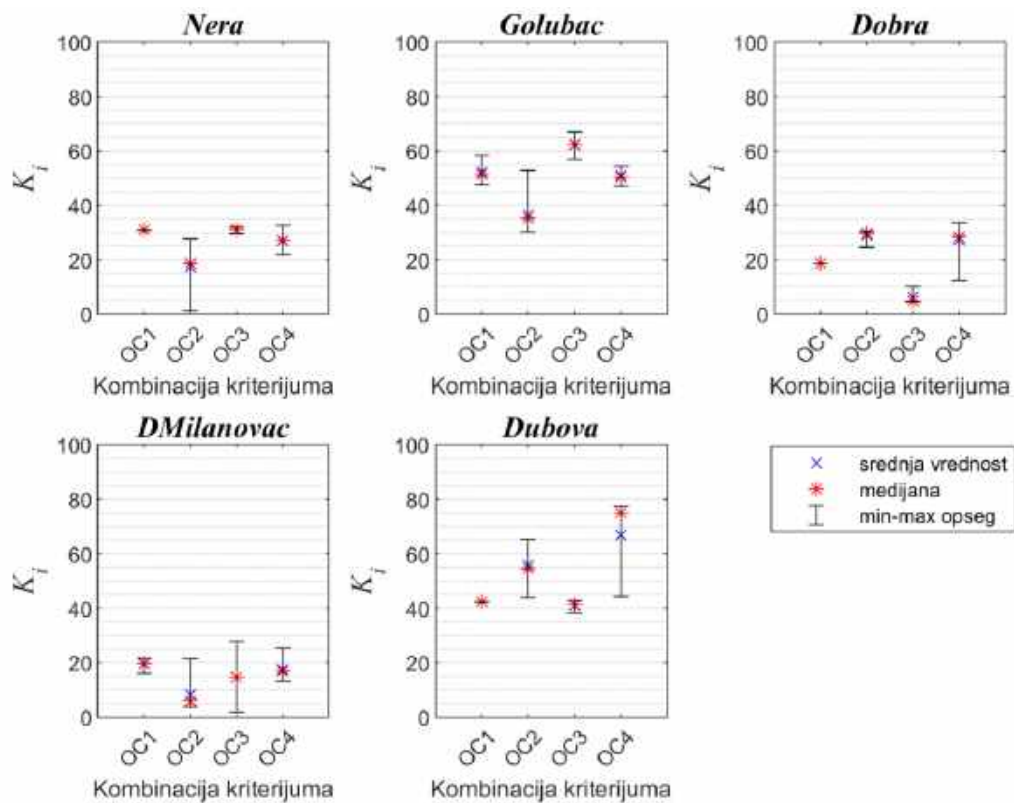 Nera
100
80
60
40
20
0
K_i
OC1
OC2
OC3
OC4
Kombinacija kriterijuma
Golubac
100
80
60
40
20
0
K_i
OC1
OC2
OC3
OC4
Kombinacija kriterijuma
Dobra
100
80
60
40
20
0
K_i
OC1
OC2
OC3
OC4
Kombinacija kriterijuma
DMilanovac
100
80
60
40
20
0
K_i
OC1
OC2
OC3
OC4
Kombinacija kriterijuma
Dubova
100
80
60
40
20
0
K_i
OC1
OC2
OC3
OC4
Kombinacija kriterijuma
srednja vrednost
medijana
min-max opseg